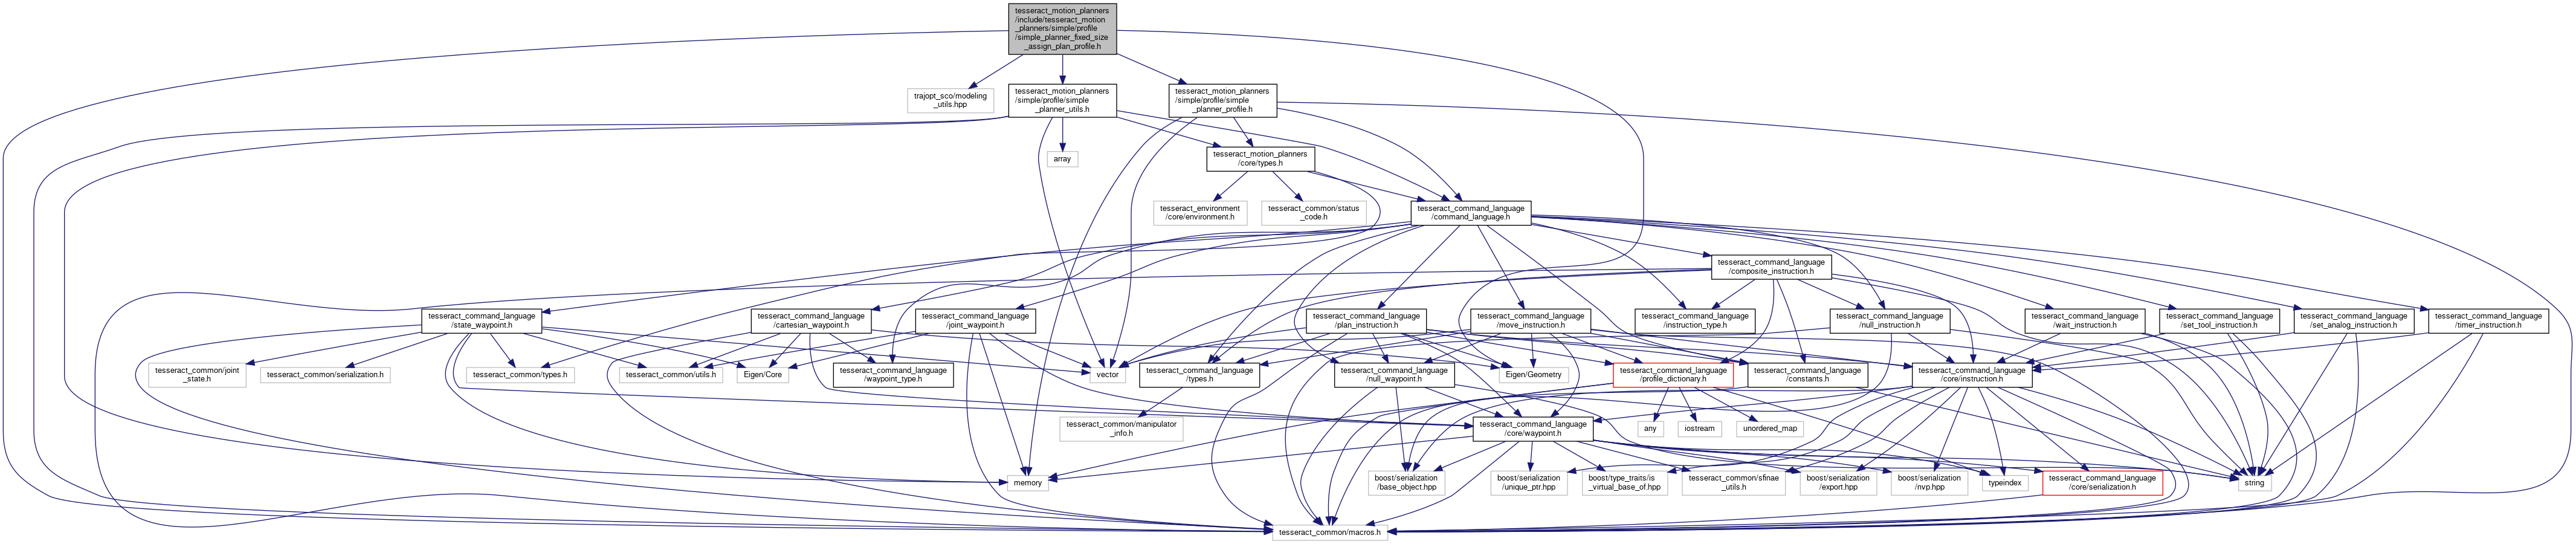 tesseract_motion_planners
/include/tesseract_motion
_planners/simple/profile
/simple_planner_fixed_size
_assign_plan_profile.h
trajopt_sco/modeling
_utils.hpp
tesseract_motion_planners
/simple/profile/simple
_planner_utils.h
tesseract_motion_planners
/simple/profile/simple
_planner_profile.h
array
tesseract_motion_planners
/core/types.h
tesseract_environment
/core/environment.h
tesseract_common/status
_code.h
tesseract_command_language
/command_language.h
tesseract_command_language
/composite_instruction.h
tesseract_command_language
/state_waypoint.h
tesseract_command_language
/cartesian_waypoint.h
tesseract_command_language
/joint_waypoint.h
tesseract_command_language
/plan_instruction.h
tesseract_command_language
/move_instruction.h
tesseract_command_language
/instruction_type.h
tesseract_command_language
/null_instruction.h
tesseract_command_language
/wait_instruction.h
tesseract_command_language
/set_tool_instruction.h
tesseract_command_language
/set_analog_instruction.h
tesseract_command_language
/timer_instruction.h
tesseract_common/joint
_state.h
tesseract_common/serialization.h
tesseract_common/types.h
tesseract_common/utils.h
Eigen/Core
tesseract_command_language
/waypoint_type.h
vector
tesseract_command_language
/types.h
tesseract_command_language
/null_waypoint.h
Eigen/Geometry
tesseract_command_language
/profile_dictionary.h
tesseract_command_language
/constants.h
tesseract_command_language
/core/instruction.h
tesseract_common/manipulator
_info.h
tesseract_command_language
/core/waypoint.h
any
iostream
unordered_map
memory
boost/serialization
/base_object.hpp
boost/serialization
/unique_ptr.hpp
boost/type_traits/is
_virtual_base_of.hpp
tesseract_common/sfinae
_utils.h
boost/serialization
/export.hpp
boost/serialization
/nvp.hpp
typeindex
tesseract_command_language
/core/serialization.h
string
tesseract_common/macros.h